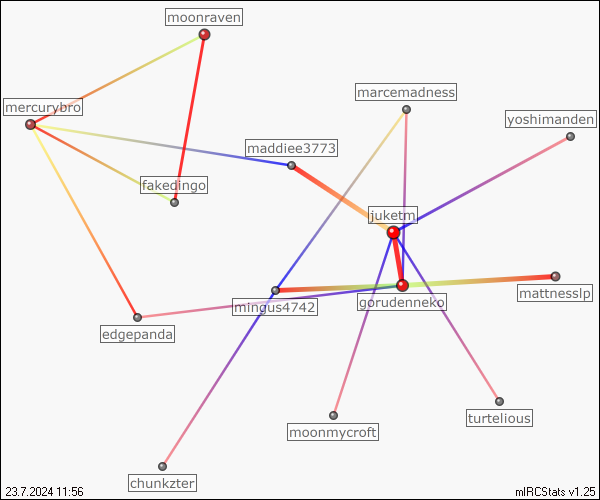 moonraven
marcemadness
mercurybro
yoshimanden
maddiee3773
fakedingo
juketm
mattnesslp
mingus4742
gorudenneko
edgepanda
turtelious
moonmycroft
chunkzter
23.7.2024 11:56
mIRCStats v1.25